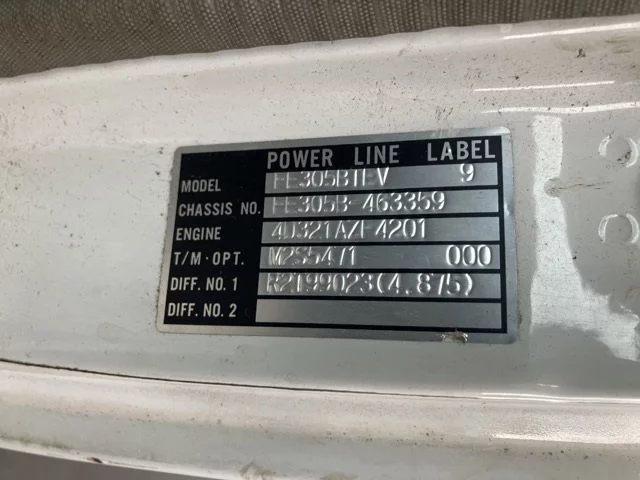 POWER LINE LABEL
MODEL FE305BTEV 9
CHASSIS NO. FE305B-463359
ENGINE 4D321AZF4201
T/M·OPT. M2S5471 000
DIFF. NO. 1 R2T99023(4.875)
DIFF. NO. 2